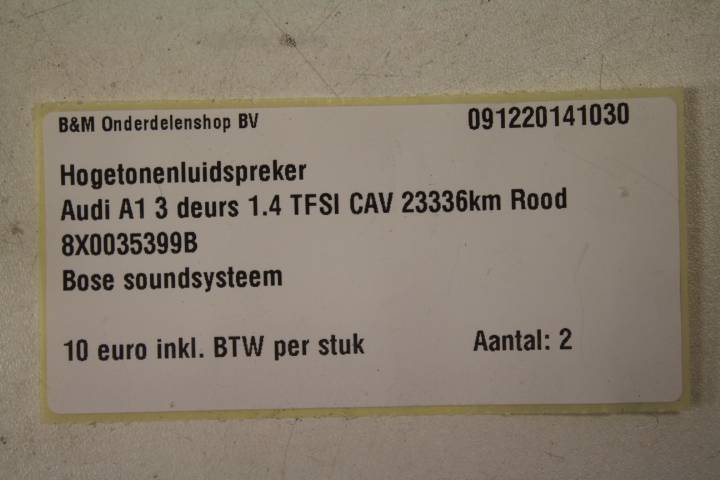 B&M Onderdelenshop BV 091220141030
Hogetonenluidspreker
Audi A1 3 deurs 1.4 TFSI CAV 23336km Rood
8X0035399B
Bose soundsysteem
10 euro inkl. BTW per stuk Aantal: 2